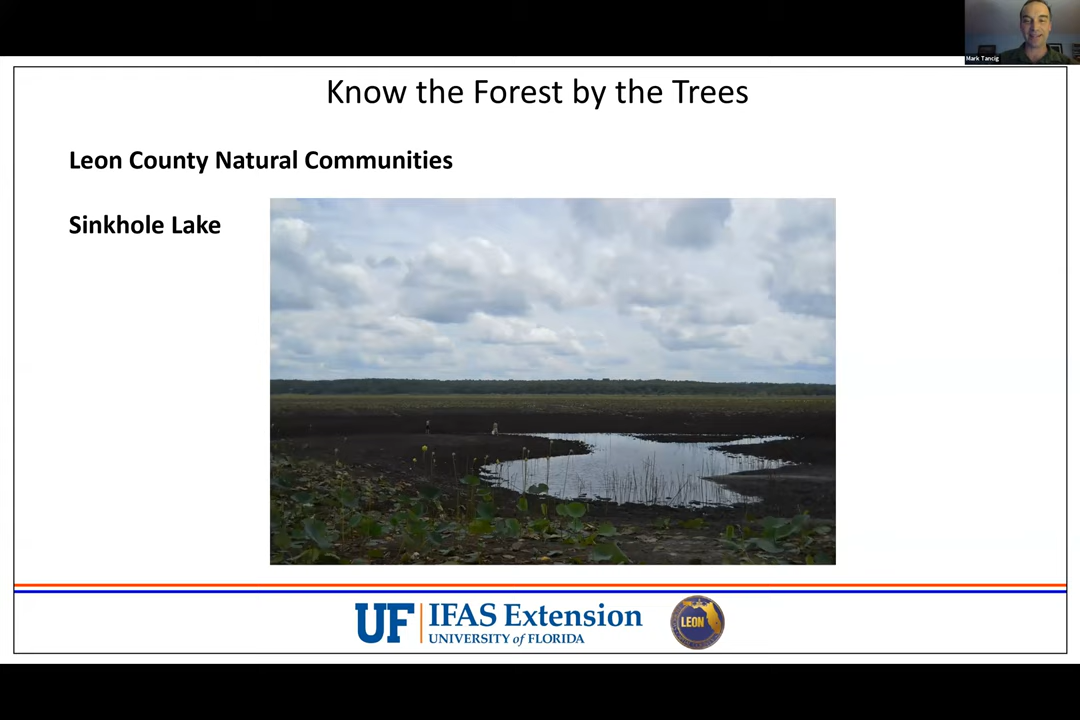 Mark Tancig
Know the Forest by the Trees
Leon County Natural Communities
Sinkhole Lake
UF IFAS Extension
UNIVERSITY of FLORIDA
LEON